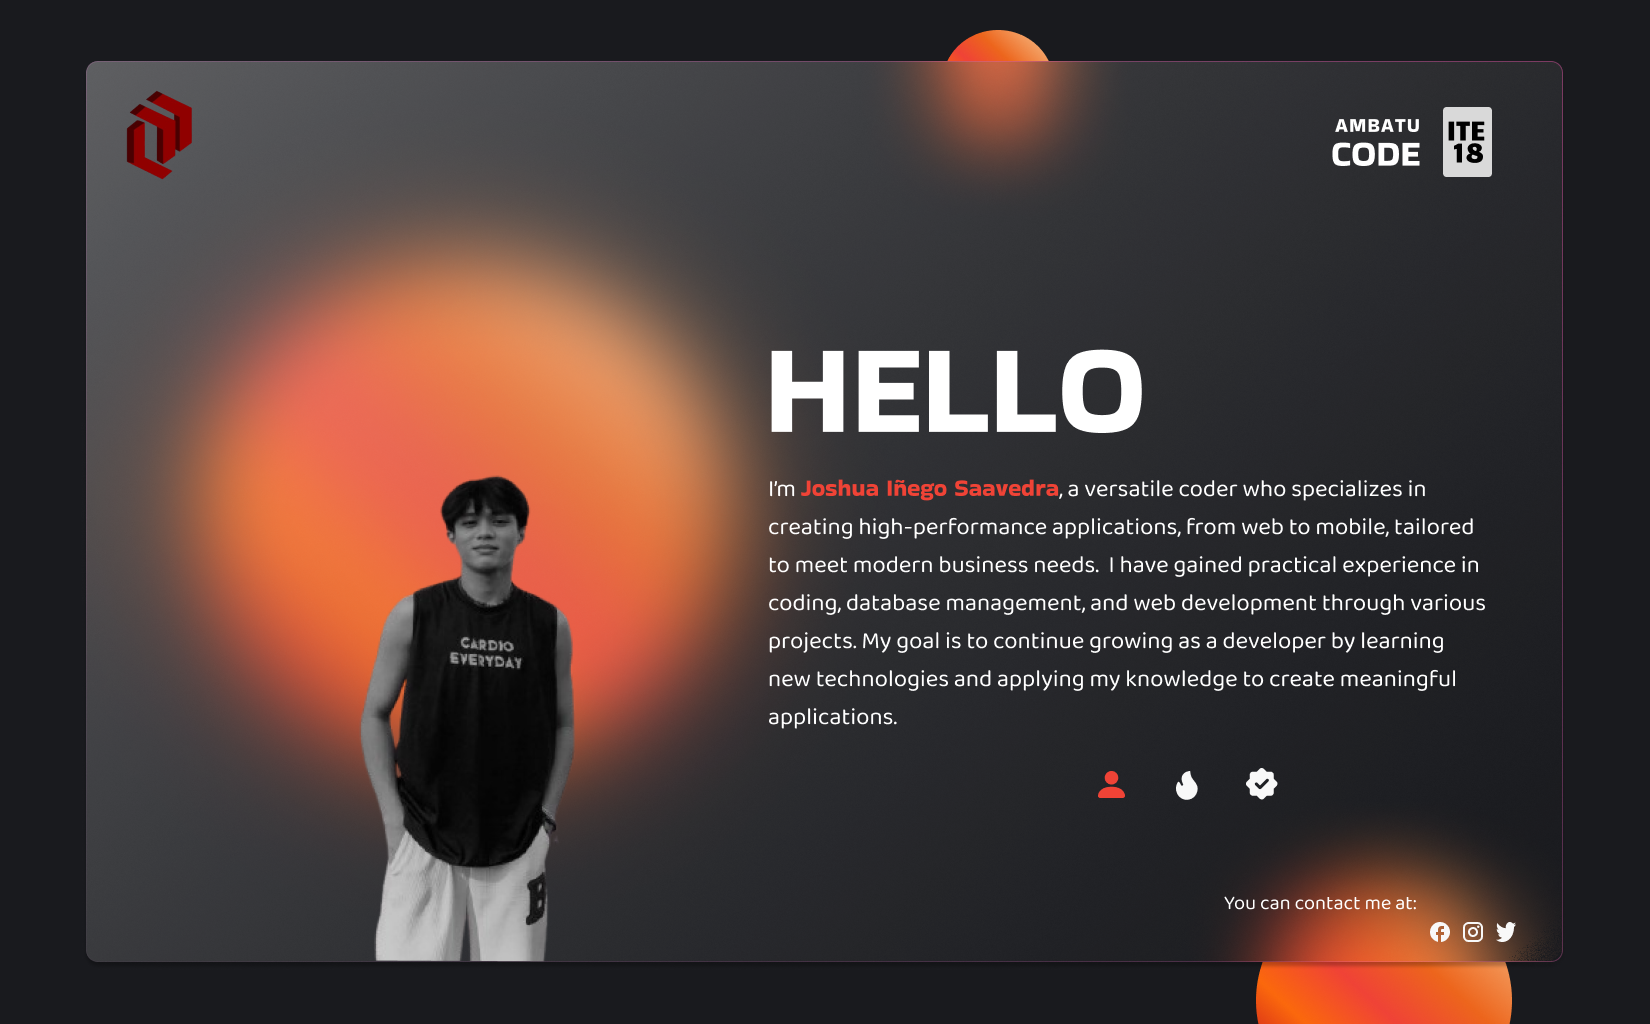 AMBATU
CODE
ITE
18
HELLO
I'm Joshua Iñego Saavedra, a versatile coder who specializes in
creating high-performance applications, from web to mobile, tailored
to meet modern business needs.  I have gained practical experience in
coding, database management, and web development through various
projects. My goal is to continue growing as a developer by learning
new technologies and applying my knowledge to create meaningful
applications.
CARDIO
EVERYDAY
B
You can contact me at: